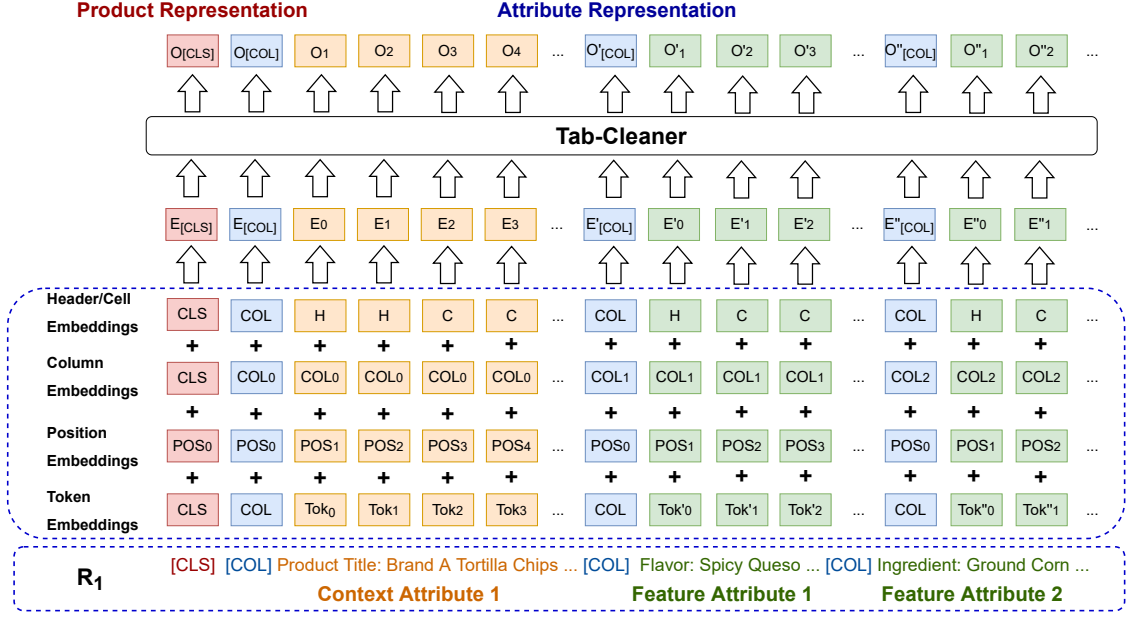 Product Representation Attribute Representation
O[CLS] O[COL] O1 O2 O3 O4 ... O'[COL] O'1 O'2 O'3 ... O"[COL] O"1 O"2 ...
Tab-Cleaner
E[CLS] E[COL] E0 E1 E2 E3 ... E'[COL] E'0 E'1 E'2 ... E"[COL] E"0 E"1 ...
Header/Cell
Embeddings
CLS COL H H C C ... COL H C C ... COL H C ...
+ + + + + + + + + + + + +
Column
Embeddings
CLS COL0 COL0 COL0 COL0 COL0 ... COL1 COL1 COL1 COL1 ... COL2 COL2 COL2 ...
+ + + + + + + + + + + + +
Position
Embeddings
POS0 POS0 POS1 POS2 POS3 POS4 ... POS0 POS1 POS2 POS3 ... POS0 POS1 POS2 ...
+ + + + + + + + + + + + +
Token
Embeddings
CLS COL Tok0 Tok1 Tok2 Tok3 ... COL Tok'0 Tok'1 Tok'2 ... COL Tok"0 Tok"1 ...
R1
[CLS] [COL] Product Title: Brand A Tortilla Chips ... [COL] Flavor: Spicy Queso ... [COL] Ingredient: Ground Corn ...
Context Attribute 1 Feature Attribute 1 Feature Attribute 2